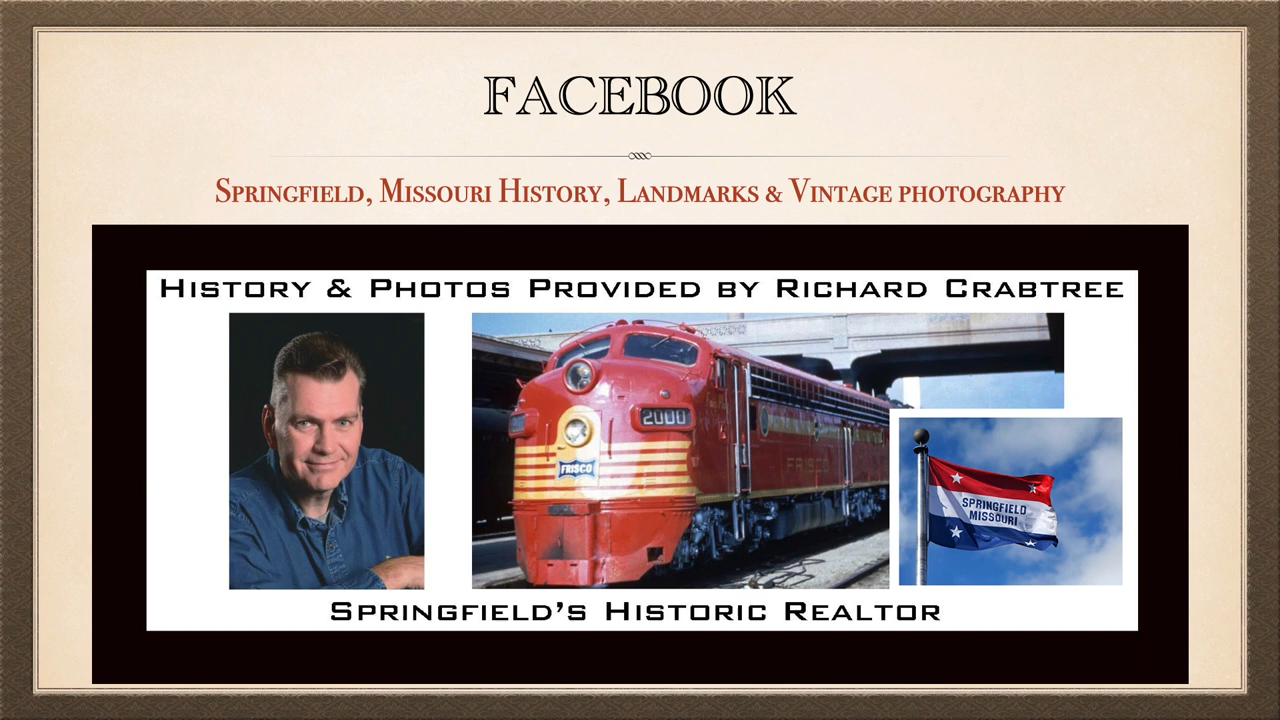 FACEBOOK
Springfield, Missouri History, Landmarks & Vintage photography
History & Photos Provided by Richard Crabtree
2000
FRISCO
FRISCO
SPRINGFIELD
MISSOURI
Springfield's Historic Realtor